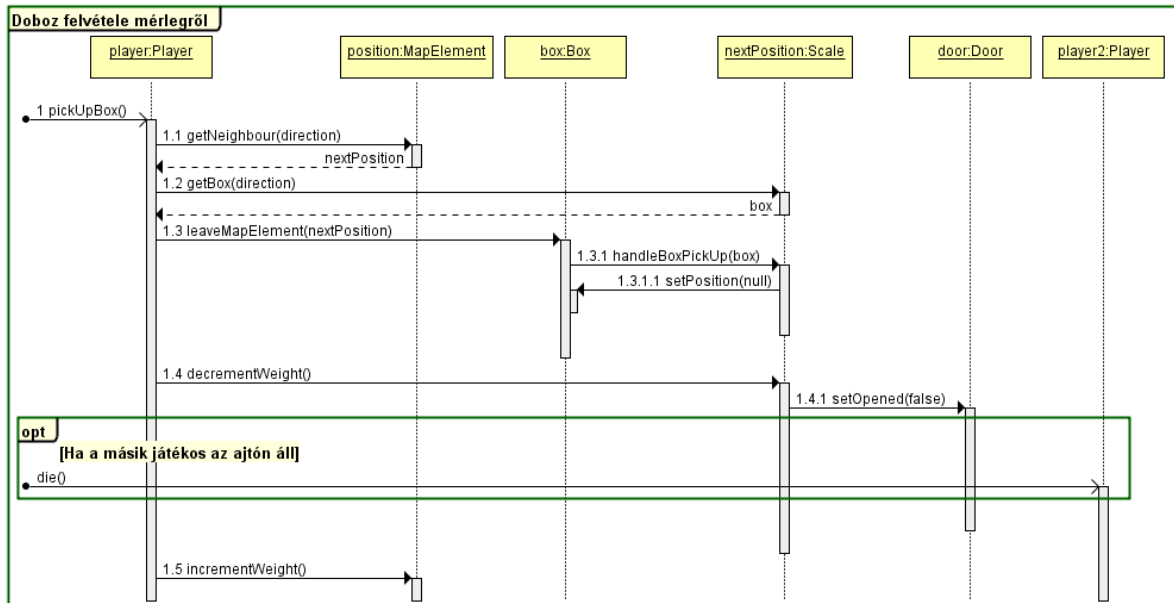 Doboz felvétele mérlegről
player:Player
position:MapElement
box:Box
nextPosition:Scale
door:Door
player2:Player
1 pickUpBox()
1.1 getNeighbour(direction)
nextPosition
1.2 getBox(direction)
box
1.3 leaveMapElement(nextPosition)
1.3.1 handleBoxPickUp(box)
1.3.1.1 setPosition(null)
1.4 decrementWeight()
1.4.1 setOpened(false)
opt
[Ha a másik játékos az ajtón áll]
die()
1.5 incrementWeight()